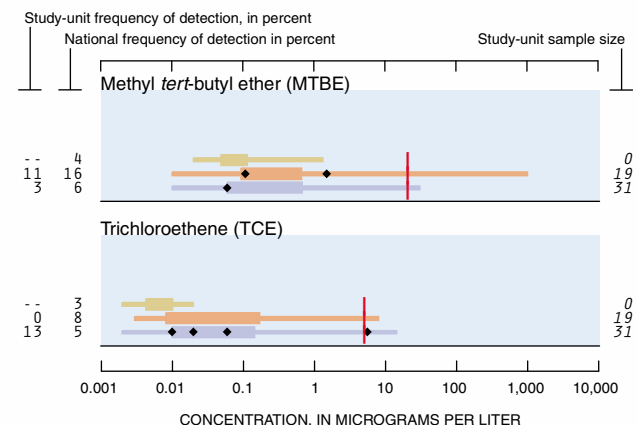 Study-unit frequency of detection, in percent
National frequency of detection in percent
Study-unit sample size
Methyl tert-butyl ether (MTBE)
-- 4 0
11 16 19
3 6 31
Trichloroethene (TCE)
-- 3 0
0 8 19
13 5 31
0.001 0.01 0.1 1 10 100 1,000 10,000
CONCENTRATION, IN MICROGRAMS PER LITER